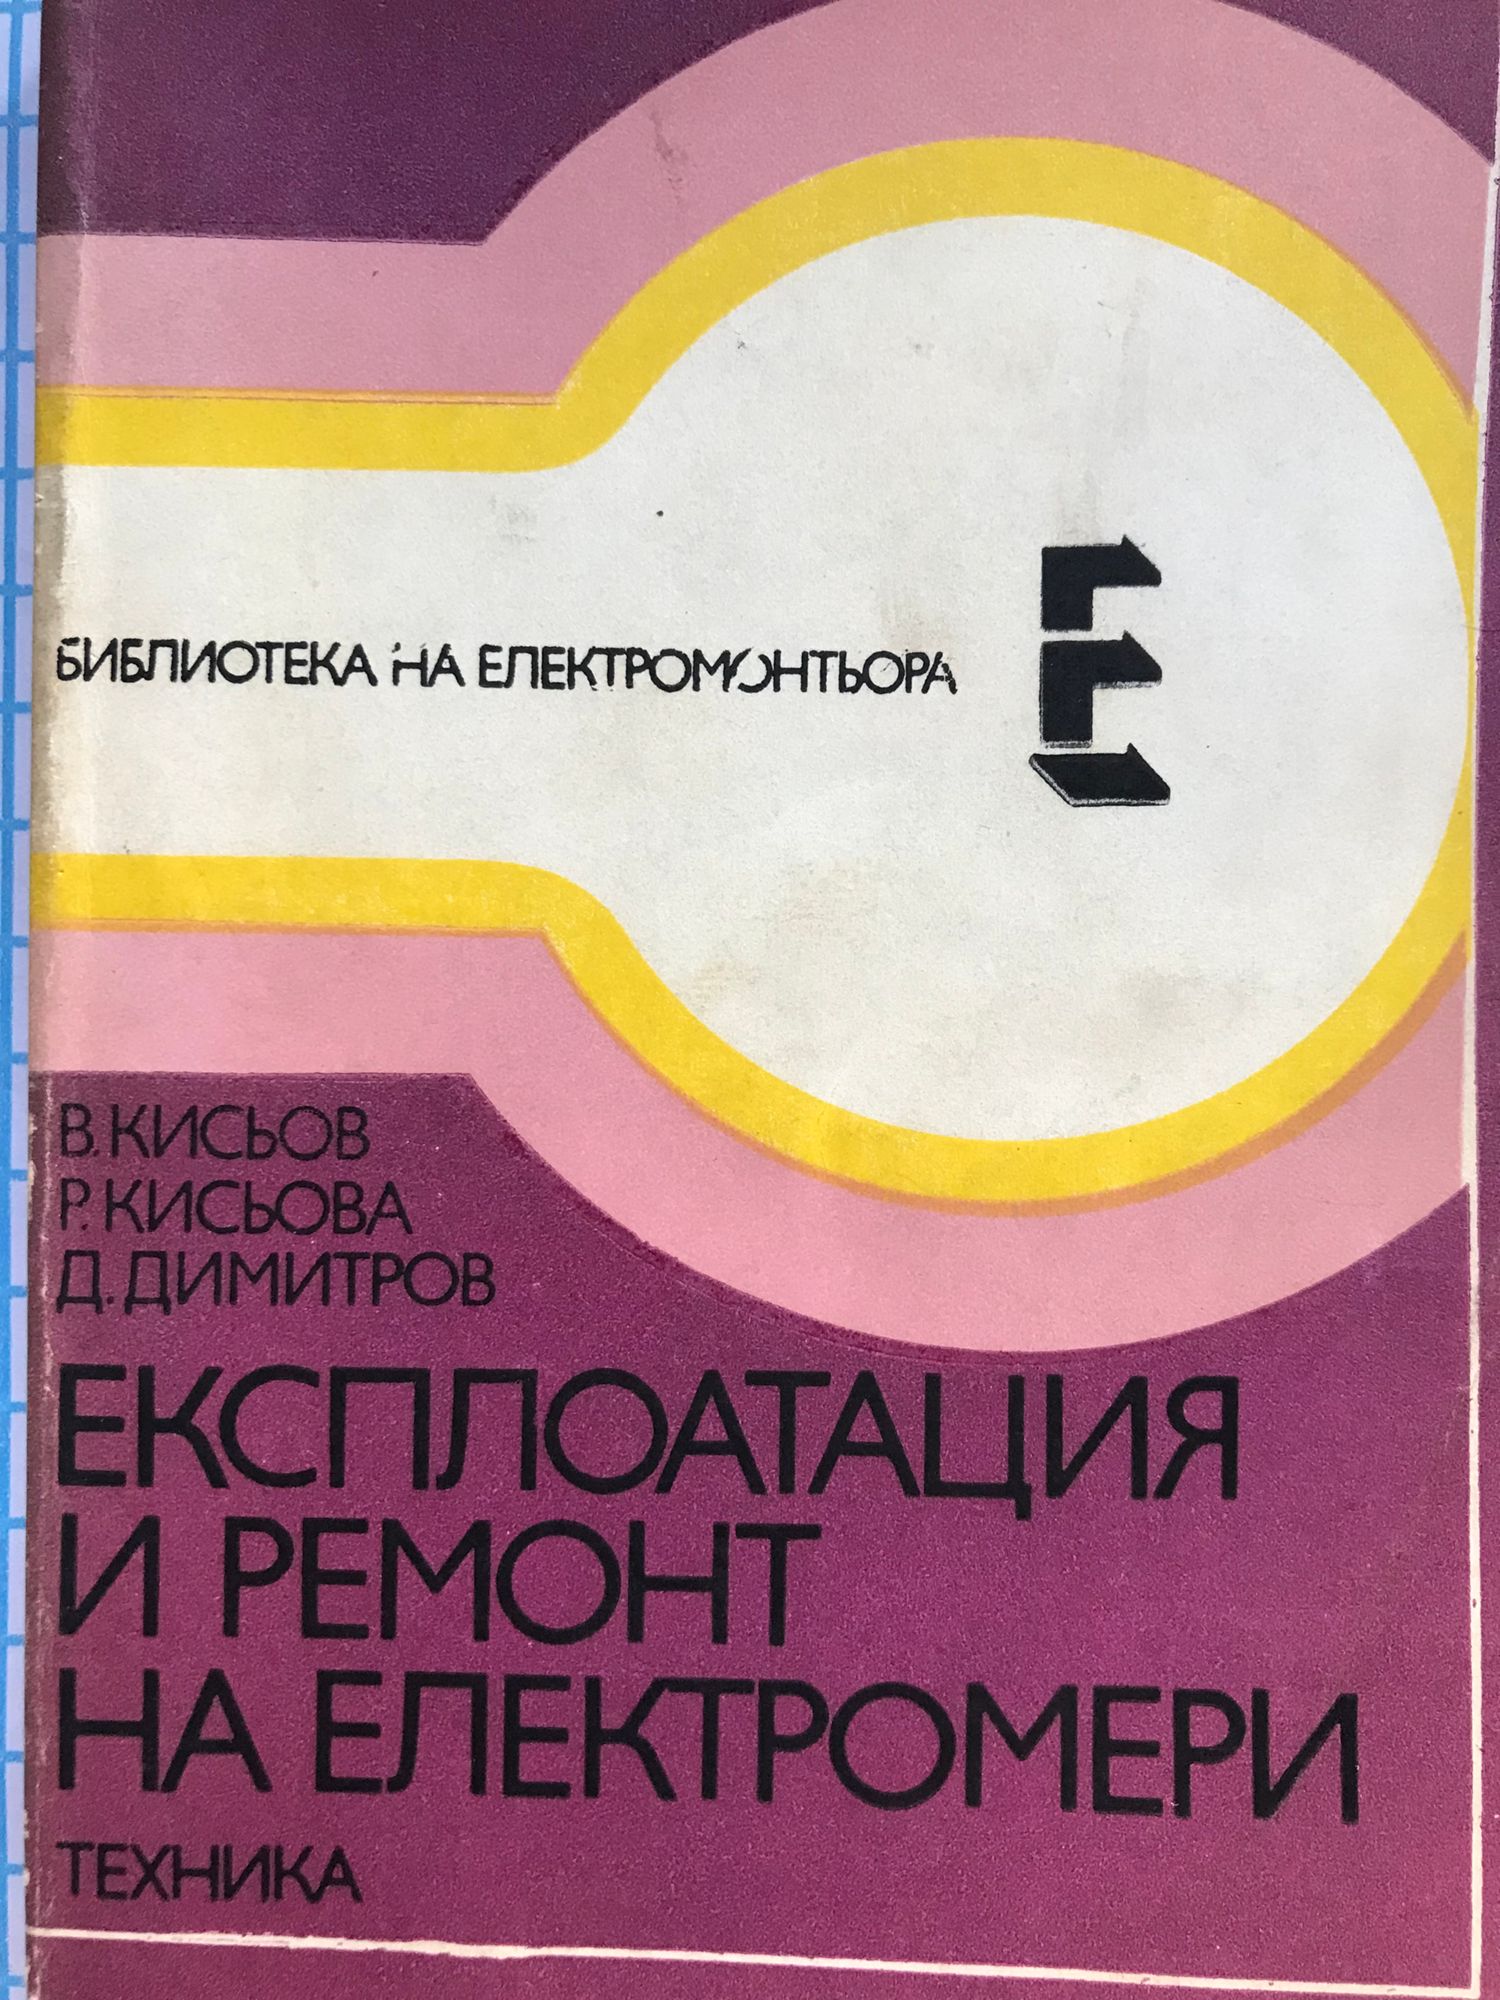 БИБЛИОТЕКА НА ЕЛЕКТРОМОНТЬОРА
Е
В. КИСЬОВ
Р. КИСЬОВА
Д. ДИМИТРОВ
ЕКСПЛОАТАЦИЯ
И РЕМОНТ
НА ЕЛЕКТРОМЕРИ
ТЕХНИКА